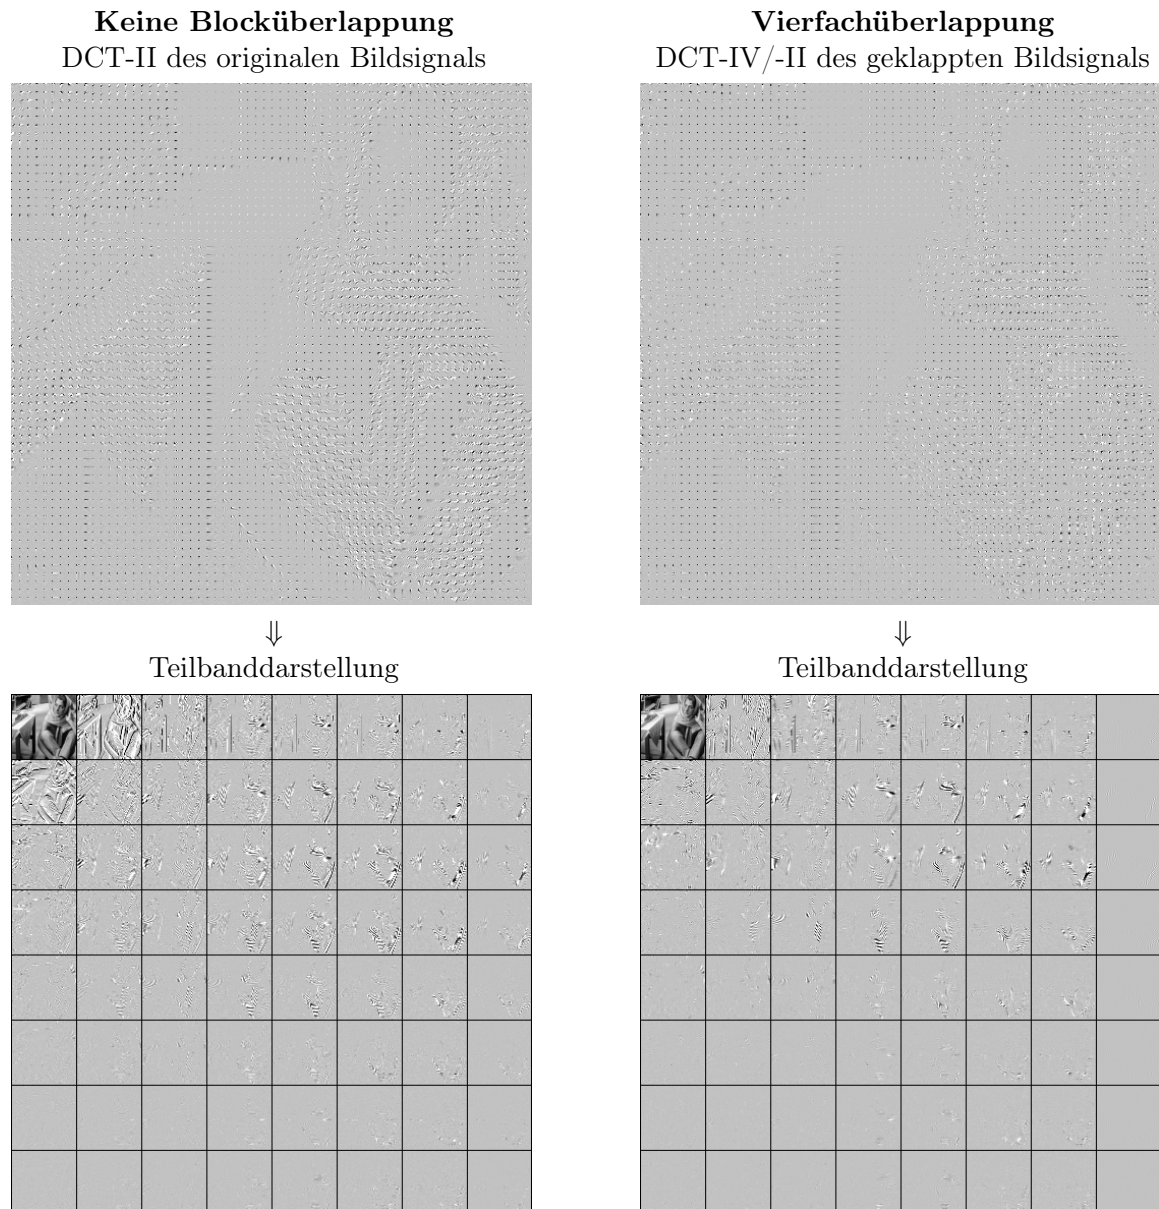 Keine Blocküberlappung
DCT-II des originalen Bildsignals
Vierfachüberlappung
DCT-IV/-II des geklappten Bildsignals
⇓
Teilbanddarstellung
⇓
Teilbanddarstellung